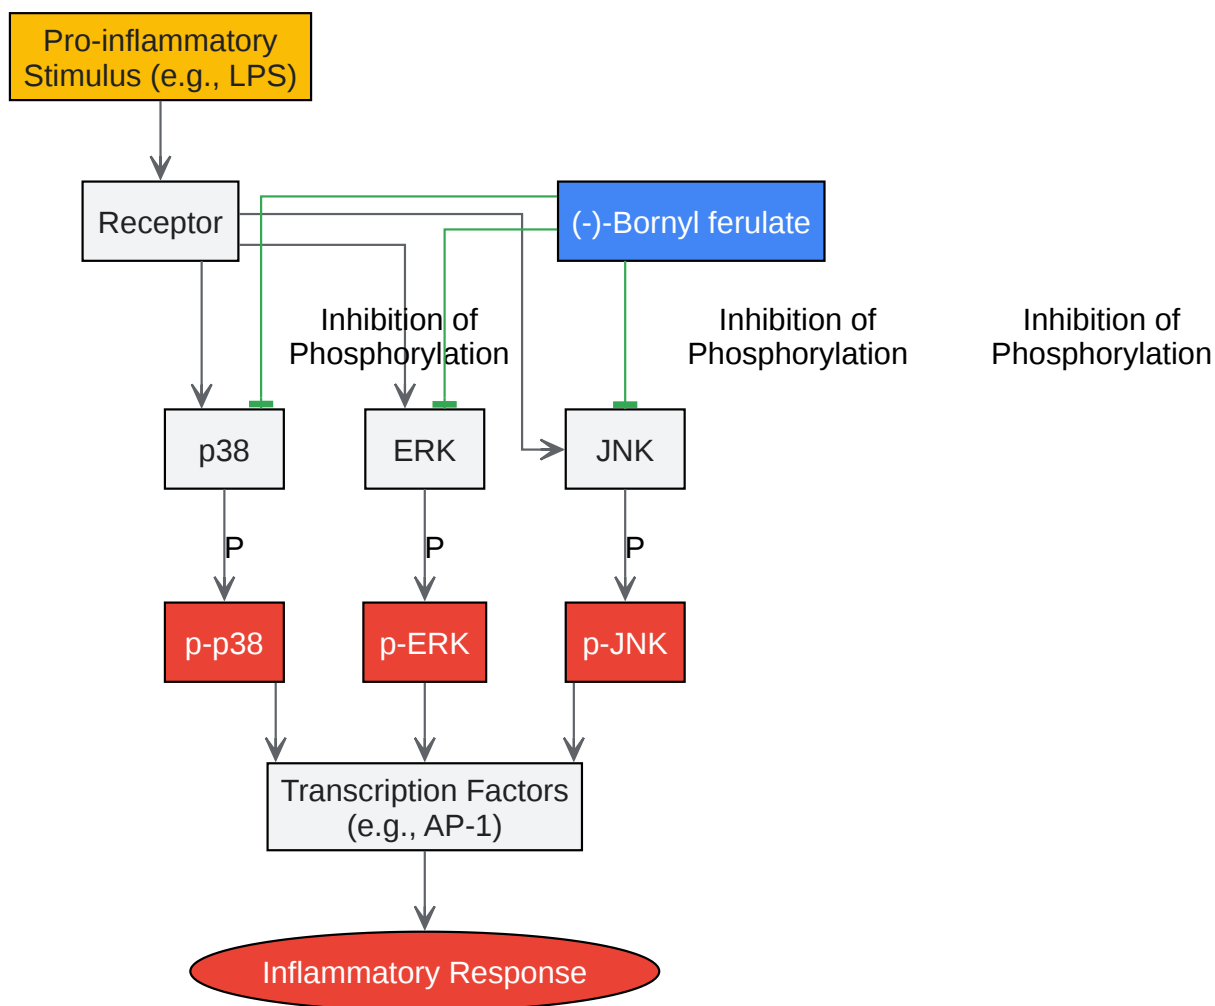 Pro-inflammatory
Stimulus (e.g., LPS)
Receptor
(-)-Bornyl ferulate
Inhibition of
Phosphorylation
Inhibition of
Phosphorylation
Inhibition of
Phosphorylation
p38
ERK
JNK
P
P
P
p-p38
p-ERK
p-JNK
Transcription Factors
(e.g., AP-1)
Inflammatory Response